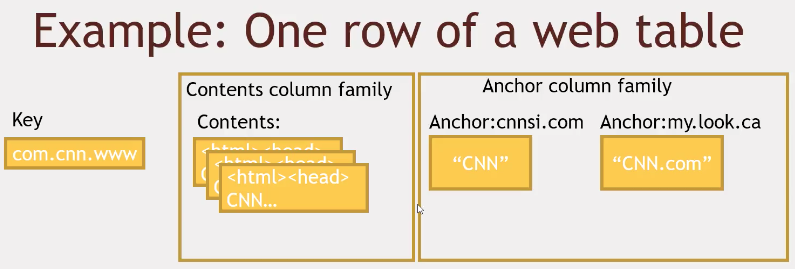 Example: One row of a web table
Key
com.cnn.www
Contents column family
Contents:
<html><head>
<html><head>
<html><head>
CNN...
Anchor column family
Anchor:cnnsi.com
Anchor:my.look.ca
“CNN”
“CNN.com”